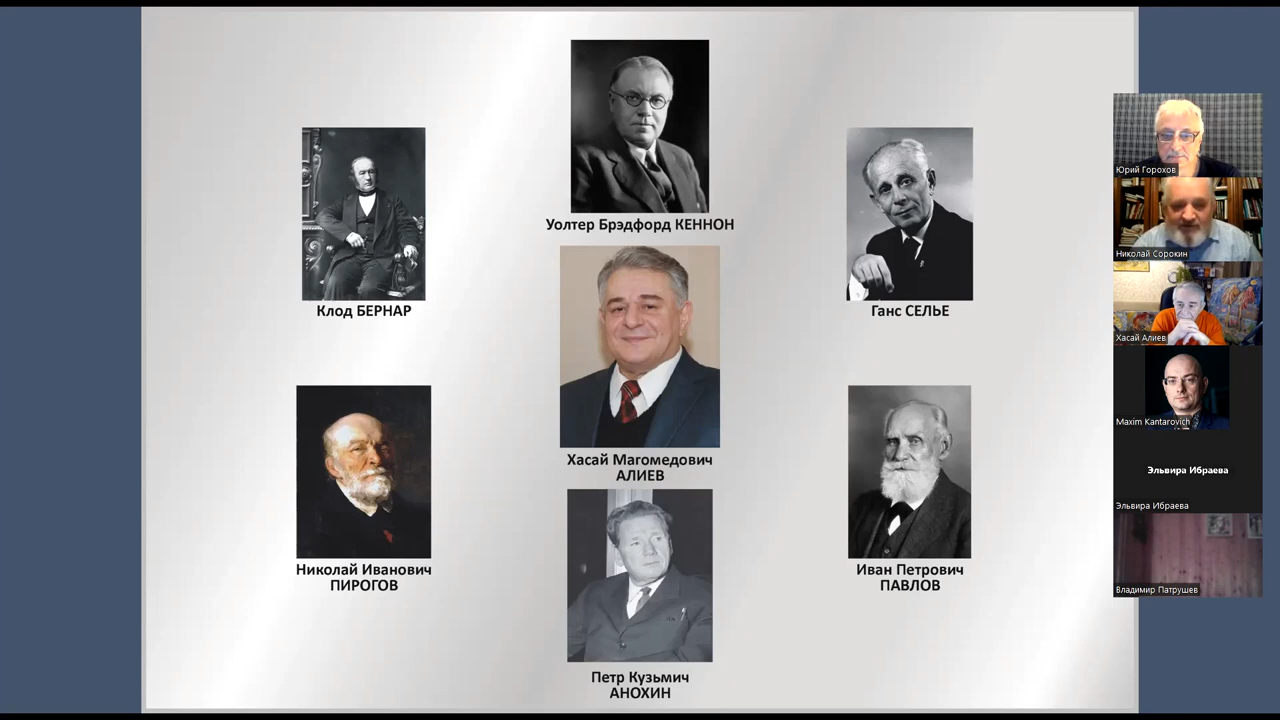 Уолтер Брэдфорд КЕННОН
Клод БЕРНАР
Ганс СЕЛЬЕ
Хасай Магомедович
АЛИЕВ
Николай Иванович
ПИРОГОВ
Иван Петрович
ПАВЛОВ
Петр Кузьмич
АНОХИН
Юрий Горохов
Николай Сорокин
Хасай Алиев
Maxim Kantarovich
Эльвира Ибраева
Эльвира Ибраева
Владимир Патрушев